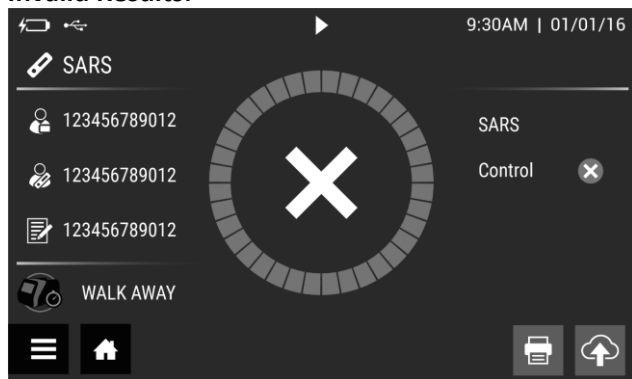 Invalid Results:
9:30AM | 01/01/16
SARS
123456789012
SARS
123456789012
Control
123456789012
WALK AWAY